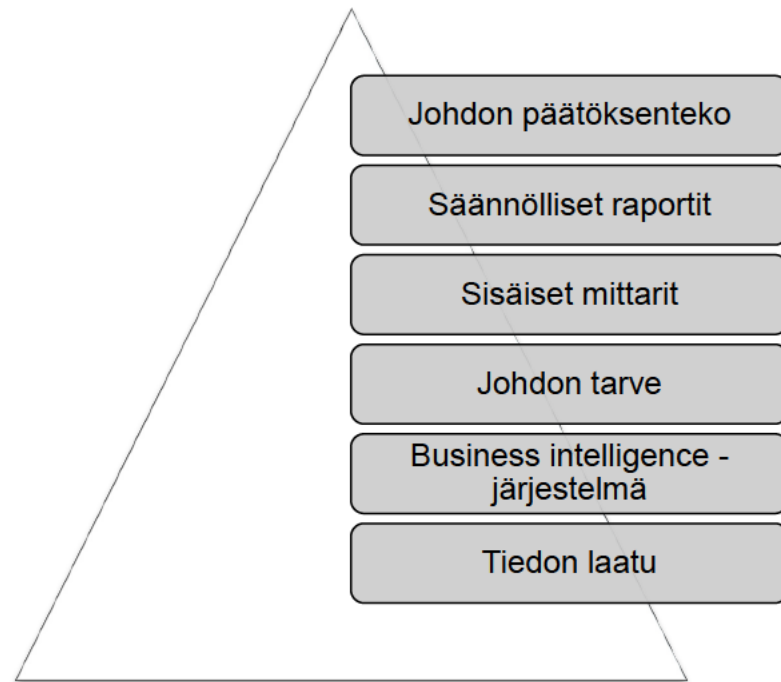 Johdon päätöksenteko
Säännölliset raportit
Sisäiset mittarit
Johdon tarve
Business intelligence -
järjestelmä
Tiedon laatu